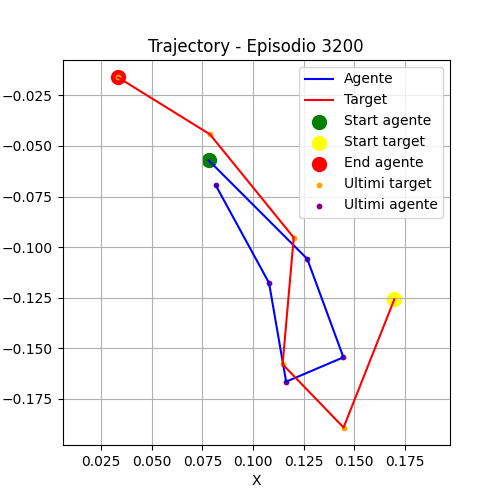 Trajectory - Episodio 3200
Agente
Target
Start agente
Start target
End agente
Ultimi target
Ultimi agente
−0.025
−0.050
−0.075
−0.100
−0.125
−0.150
−0.175
0.025 0.050 0.075 0.100 0.125 0.150 0.175
X